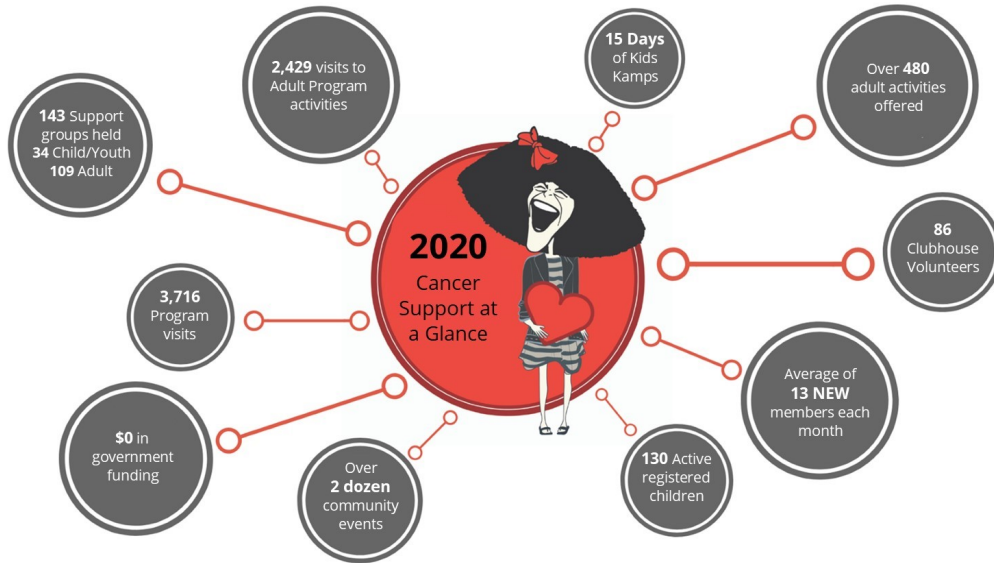 2020
Cancer
Support at
a Glance
143 Support
groups held
34 Child/Youth
109 Adult
2,429 visits to
Adult Program
activities
15 Days
of Kids
Kamps
Over 480
adult activities
offered
86
Clubhouse
Volunteers
Average of
13 NEW
members each
month
130 Active
registered
children
Over
2 dozen
community
events
$0 in
government
funding
3,716
Program
visits